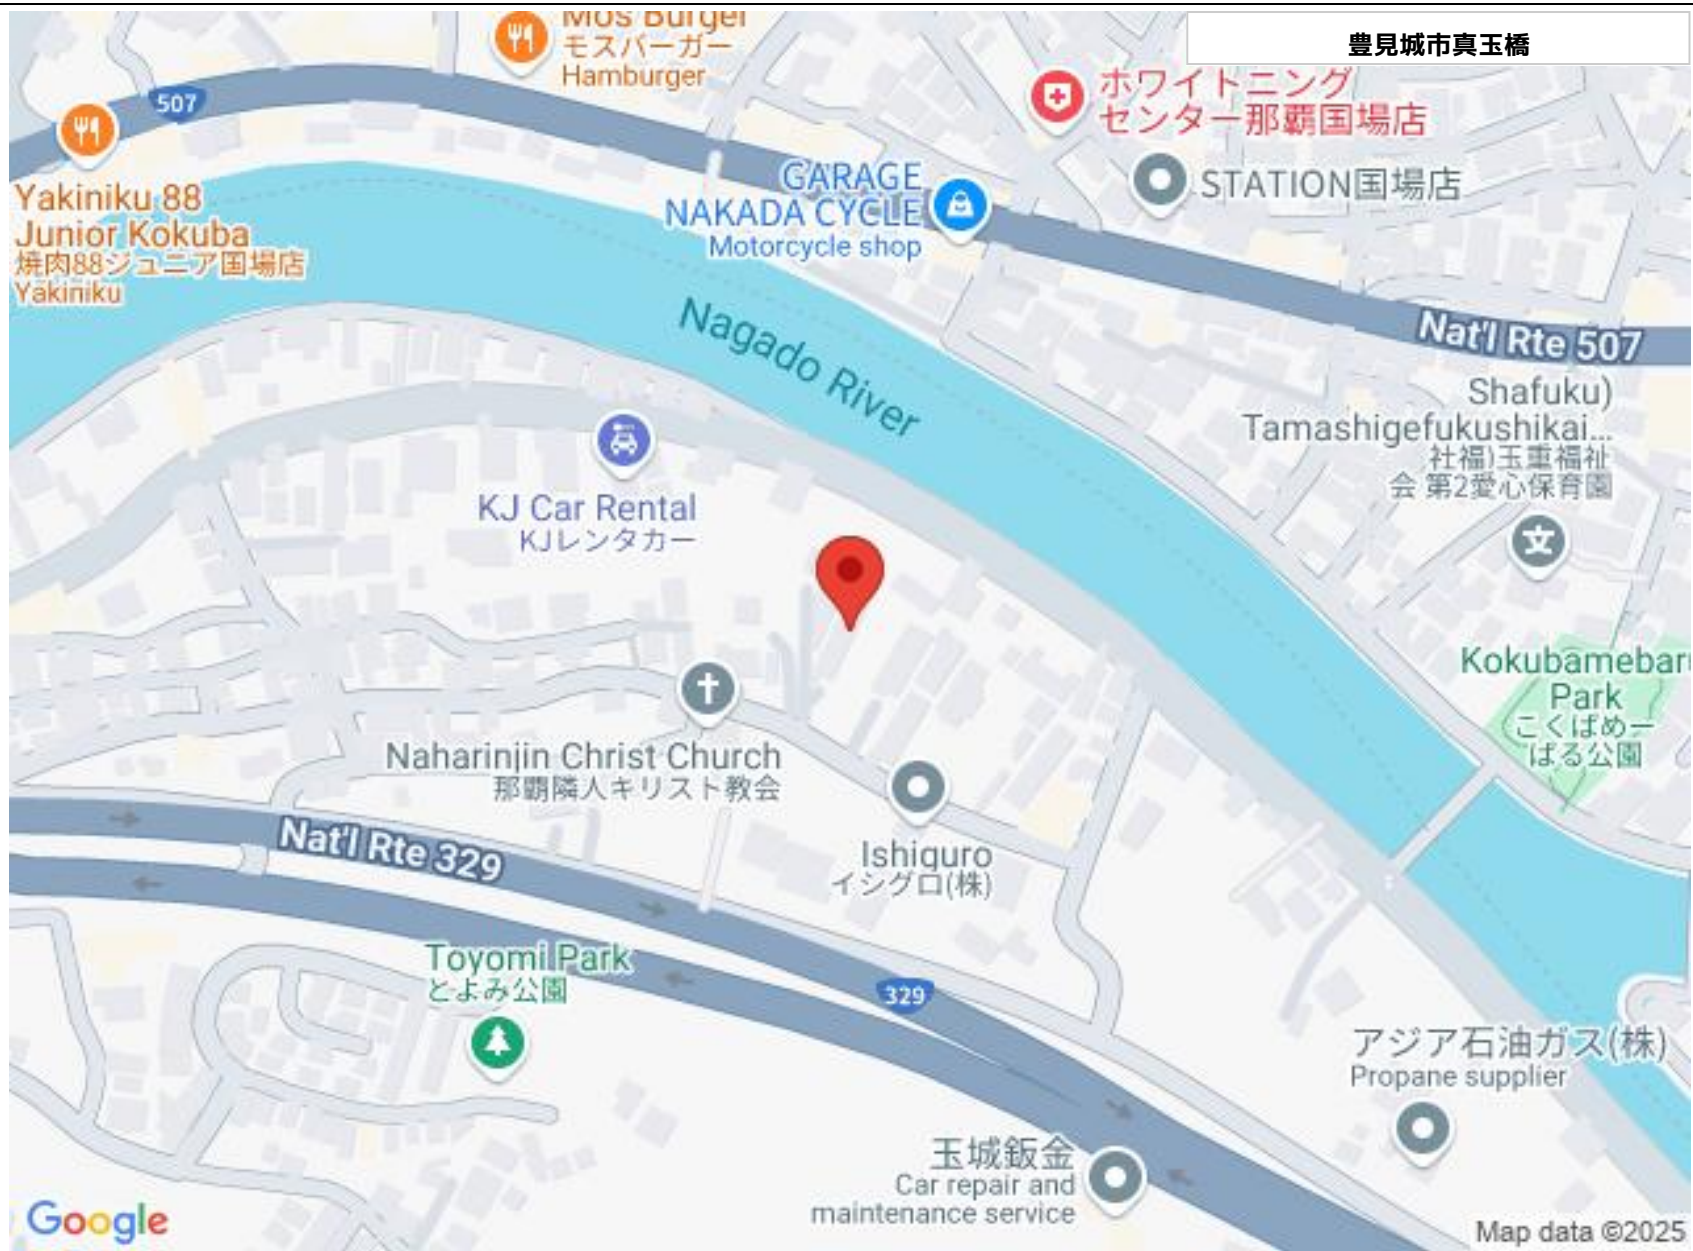 豊見城市真玉橋
Mos Burger
モスバーガー
Hamburger
507
ホワイトニング
センター那覇国場店
Yakiniku 88
Junior Kokuba
焼肉88ジュニア国場店
Yakiniku
GARAGE
NAKADA CYCLE
Motorcycle shop
STATION国場店
Nagado River
Nat'l Rte 507
Shafuku)
Tamashigefukushikai...
社福)玉重福祉
会 第2愛心保育園
文
KJ Car Rental
KJレンタカー
Kokubamebaru
Park
こくばめー
ばる公園
Naharinjin Christ Church
那覇隣人キリスト教会
Nat'l Rte 329
Ishiguro
イシグロ(株)
Toyomi Park
とよみ公園
329
アジア石油ガス(株)
Propane supplier
玉城鈑金
Car repair and
maintenance service
Google
Map data ©2025